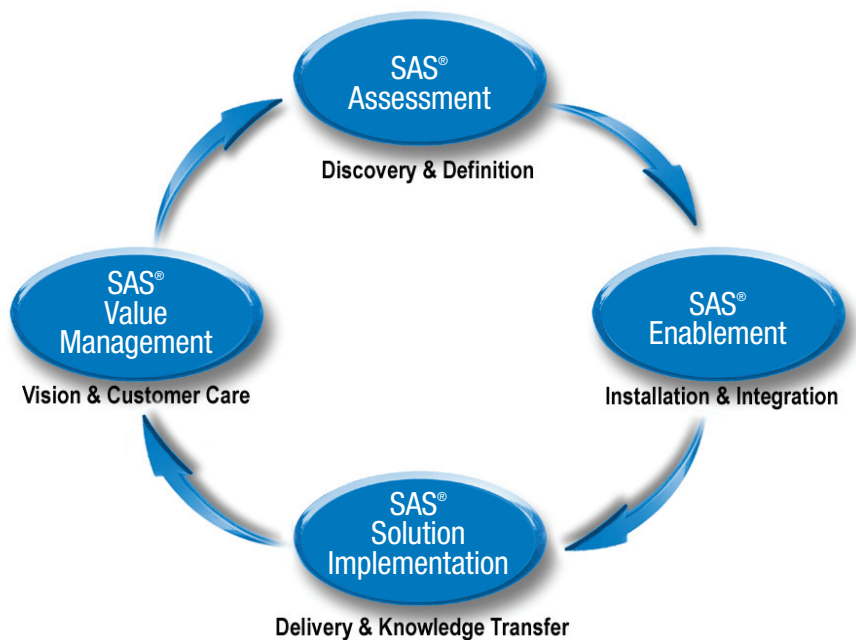 SAS®
Assessment
Discovery & Definition
SAS®
Enablement
Installation & Integration
SAS®
Solution
Implementation
Delivery & Knowledge Transfer
SAS®
Value
Management
Vision & Customer Care